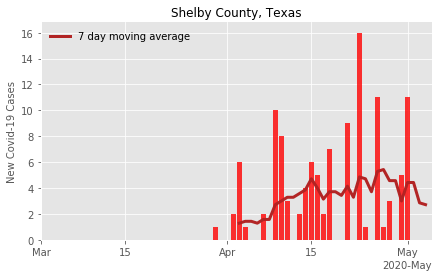 Shelby County, Texas
7 day moving average
New Covid-19 Cases
16
14
12
10
8
6
4
2
0
Mar
15
Apr
15
May
2020-May